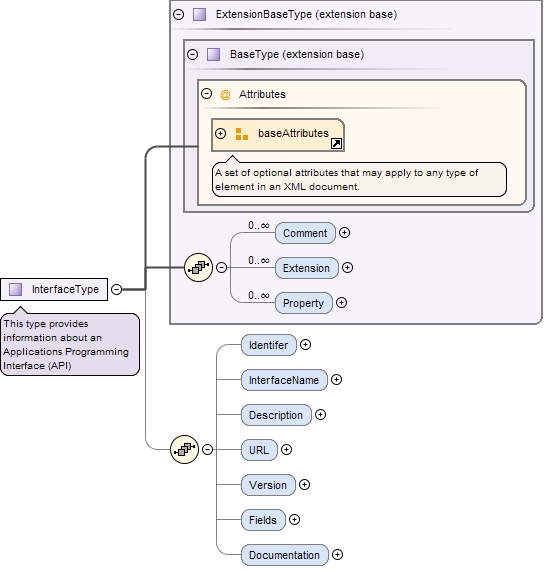 ExtensionBaseType (extension base)
BaseType (extension base)
@ Attributes
baseAttributes
A set of optional attributes that may apply to any type of
element in an XML document.
0..∞
Comment
0..∞
Extension
0..∞
Property
InterfaceType
This type provides
information about an
Applications Programming
Interface (API)
Identifer
InterfaceName
Description
URL
Version
Fields
Documentation